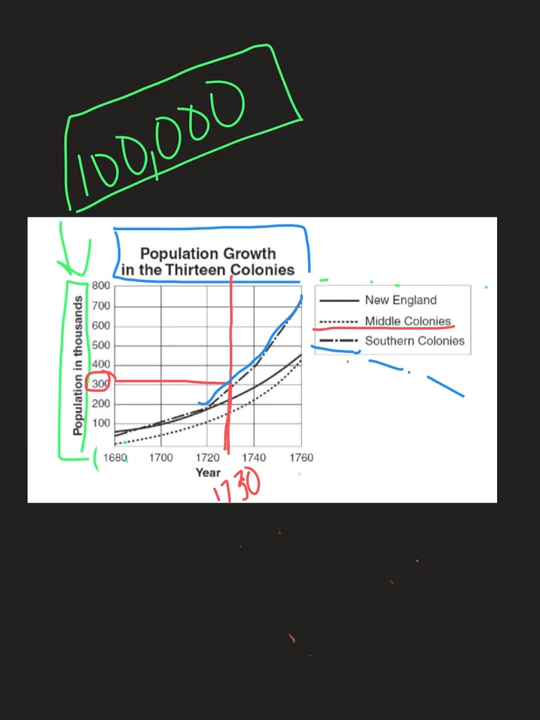 100,000
Population Growth
in the Thirteen Colonies
Population in thousands
800
700
600
500
400
300
200
100
1680
1700
1720
1740
1760
Year
1730
New England
Middle Colonies
Southern Colonies